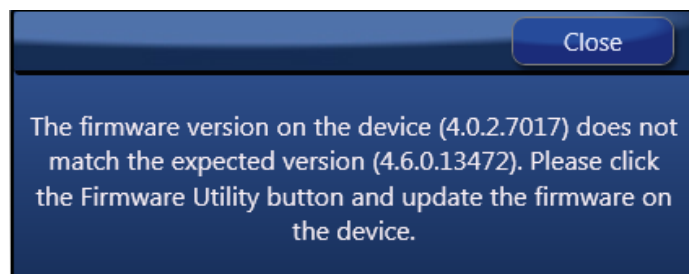 Close
The firmware version on the device (4.0.2.7017) does not
match the expected version (4.6.0.13472). Please click
the Firmware Utility button and update the firmware on
the device.